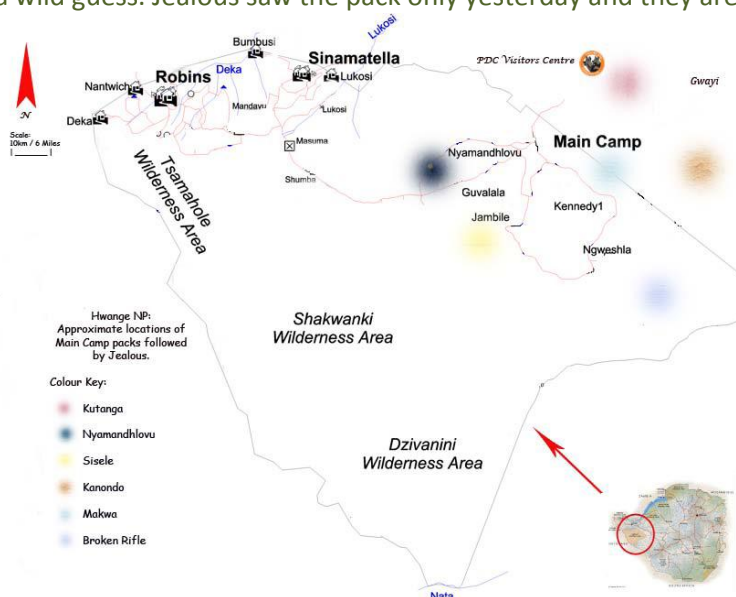 wild guess. Jealous saw the pack only yesterday and they are
Bumbusi
Lukosi
Sinamatella
PDC Visitors Centre
Robins
Deka
Lukosi
Gwayi
Nantwich
N
Mandavu
Lukosi
Deka
Scale:
10km / 6 Miles
Masuma
Main Camp
Nyamandhlovu
Tsamahole
Wilderness Area
Shumba
Guvalala
Kennedy1
Jambile
Ngweshla
Hwange NP:
Approximate locations of
Main Camp packs followed
by Jealous.
Shakwanki
Wilderness Area
Colour Key:
Kutanga
Nyamandhlovu
Sisele
Kanondo
Makwa
Broken Rifle
Dzivanini
Wilderness Area
Nata